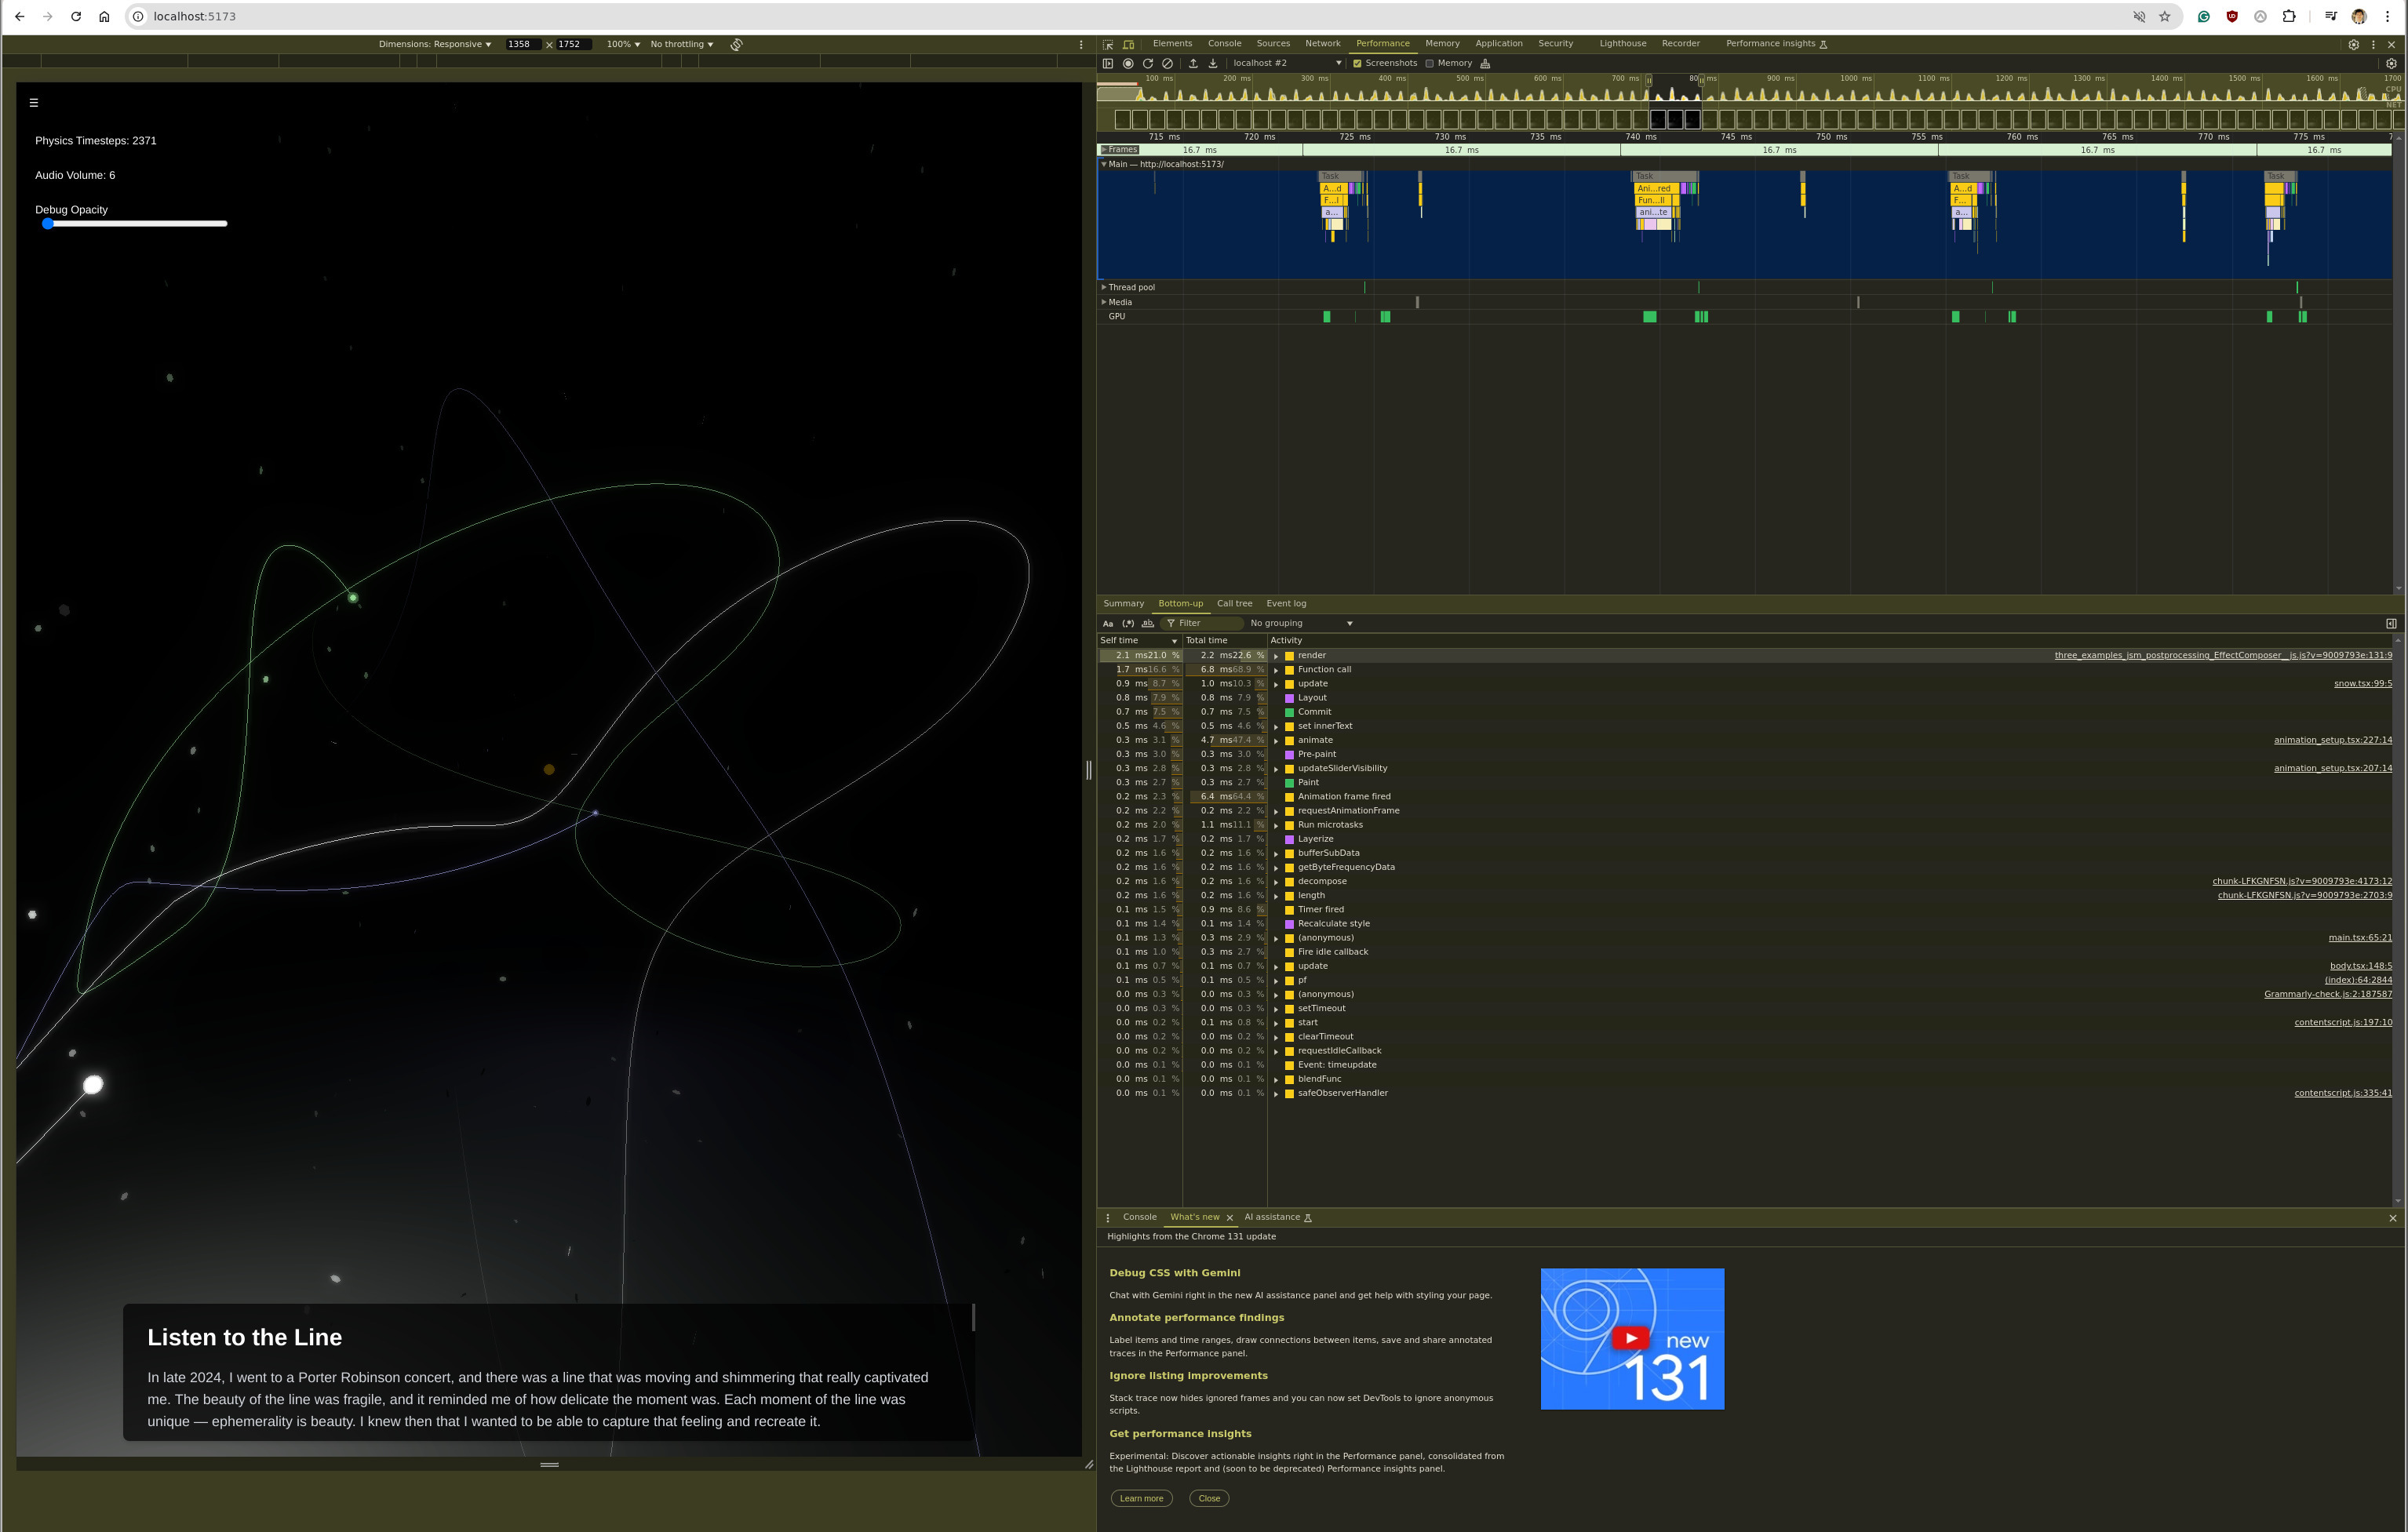 localhost:5173
Dimensions: Responsive 1358 × 1752 100% No throttling
☰
Physics Timesteps: 2371
Audio Volume: 6
Debug Opacity
Listen to the Line
In late 2024, I went to a Porter Robinson concert, and there was a line that was moving and shimmering that really captivated
me. The beauty of the line was fragile, and it reminded me of how delicate the moment was. Each moment of the line was
unique — ephemerality is beauty. I knew then that I wanted to be able to capture that feeling and recreate it.
Elements Console Sources Network Performance Memory Application Security Lighthouse Recorder Performance insights
localhost #2 Screenshots Memory
100 ms 200 ms 300 ms 400 ms 500 ms 600 ms 700 ms 80 ms 900 ms 1000 ms 1100 ms 1200 ms 1300 ms 1400 ms 1500 ms 1600 ms 1700
CPU
NET
715 ms 720 ms 725 ms 730 ms 735 ms 740 ms 745 ms 750 ms 755 ms 760 ms 765 ms 770 ms 775 ms 7
Frames 16.7 ms 16.7 ms 16.7 ms 16.7 ms 16.7 ms
Main — http://localhost:5173/
Task Task Task Task
A...d Ani...red A...d
F...l Fun...ll F...
a... ani...te a...
Thread pool
Media
GPU
Summary Bottom-up Call tree Event log
Aa (.*) ab Filter No grouping
Self time Total time Activity
2.1 ms 21.0 % 2.2 ms 22.6 % render three_examples_jsm_postprocessing_EffectComposer__js.js?v=9009793e:131:9
1.7 ms 16.6 % 6.8 ms 68.9 % Function call
0.9 ms 8.7 % 1.0 ms 10.3 % update snow.tsx:99:5
0.8 ms 7.9 % 0.8 ms 7.9 % Layout
0.7 ms 7.5 % 0.7 ms 7.5 % Commit
0.5 ms 4.6 % 0.5 ms 4.6 % set innerText
0.3 ms 3.1 % 4.7 ms 47.4 % animate animation_setup.tsx:227:14
0.3 ms 3.0 % 0.3 ms 3.0 % Pre-paint
0.3 ms 2.8 % 0.3 ms 2.8 % updateSliderVisibility animation_setup.tsx:207:14
0.3 ms 2.7 % 0.3 ms 2.7 % Paint
0.2 ms 2.3 % 6.4 ms 64.4 % Animation frame fired
0.2 ms 2.2 % 0.2 ms 2.2 % requestAnimationFrame
0.2 ms 2.0 % 1.1 ms 11.1 % Run microtasks
0.2 ms 1.7 % 0.2 ms 1.7 % Layerize
0.2 ms 1.6 % 0.2 ms 1.6 % bufferSubData
0.2 ms 1.6 % 0.2 ms 1.6 % getByteFrequencyData
0.2 ms 1.6 % 0.2 ms 1.6 % decompose chunk-LFKGNFSN.js?v=9009793e:4173:12
0.2 ms 1.6 % 0.2 ms 1.6 % length chunk-LFKGNFSN.js?v=9009793e:2703:9
0.1 ms 1.5 % 0.9 ms 8.6 % Timer fired
0.1 ms 1.4 % 0.1 ms 1.4 % Recalculate style
0.1 ms 1.3 % 0.3 ms 2.9 % (anonymous) main.tsx:65:21
0.1 ms 1.0 % 0.3 ms 2.7 % Fire idle callback
0.1 ms 0.7 % 0.1 ms 0.7 % update body.tsx:148:5
0.1 ms 0.5 % 0.1 ms 0.5 % pf (index):64:2844
0.0 ms 0.3 % 0.0 ms 0.3 % (anonymous) Grammarly-check.js:2:187587
0.0 ms 0.3 % 0.0 ms 0.3 % setTimeout
0.0 ms 0.2 % 0.1 ms 0.8 % start contentscript.js:197:10
0.0 ms 0.2 % 0.0 ms 0.2 % clearTimeout
0.0 ms 0.2 % 0.0 ms 0.2 % requestIdleCallback
0.0 ms 0.1 % 0.0 ms 0.1 % Event: timeupdate
0.0 ms 0.1 % 0.0 ms 0.1 % blendFunc
0.0 ms 0.1 % 0.0 ms 0.1 % safeObserverHandler contentscript.js:335:41
Console What's new AI assistance
Highlights from the Chrome 131 update
Debug CSS with Gemini
Chat with Gemini right in the new AI assistance panel and get help with styling your page.
Annotate performance findings
Label items and time ranges, draw connections between items, save and share annotated
traces in the Performance panel.
Ignore listing improvements
Stack trace now hides ignored frames and you can now set DevTools to ignore anonymous
scripts.
Get performance insights
Experimental: Discover actionable insights right in the Performance panel, consolidated from
the Lighthouse report and (soon to be deprecated) Performance insights panel.
Learn more Close
new
131